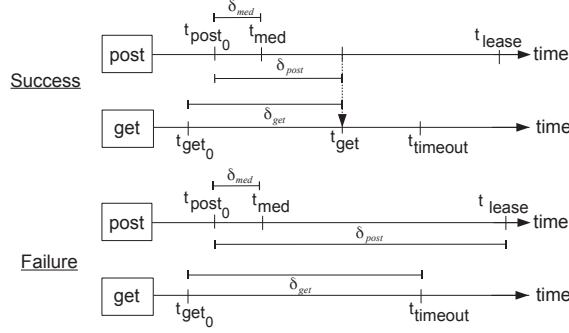 δmed
tpost0 tmed tlease
post time
δpost
Success
δget
get time
tget0 tget ttimeout
δmed
tpost0 tmed tlease
post time
δpost
Failure
δget
get time
tget0 ttimeout